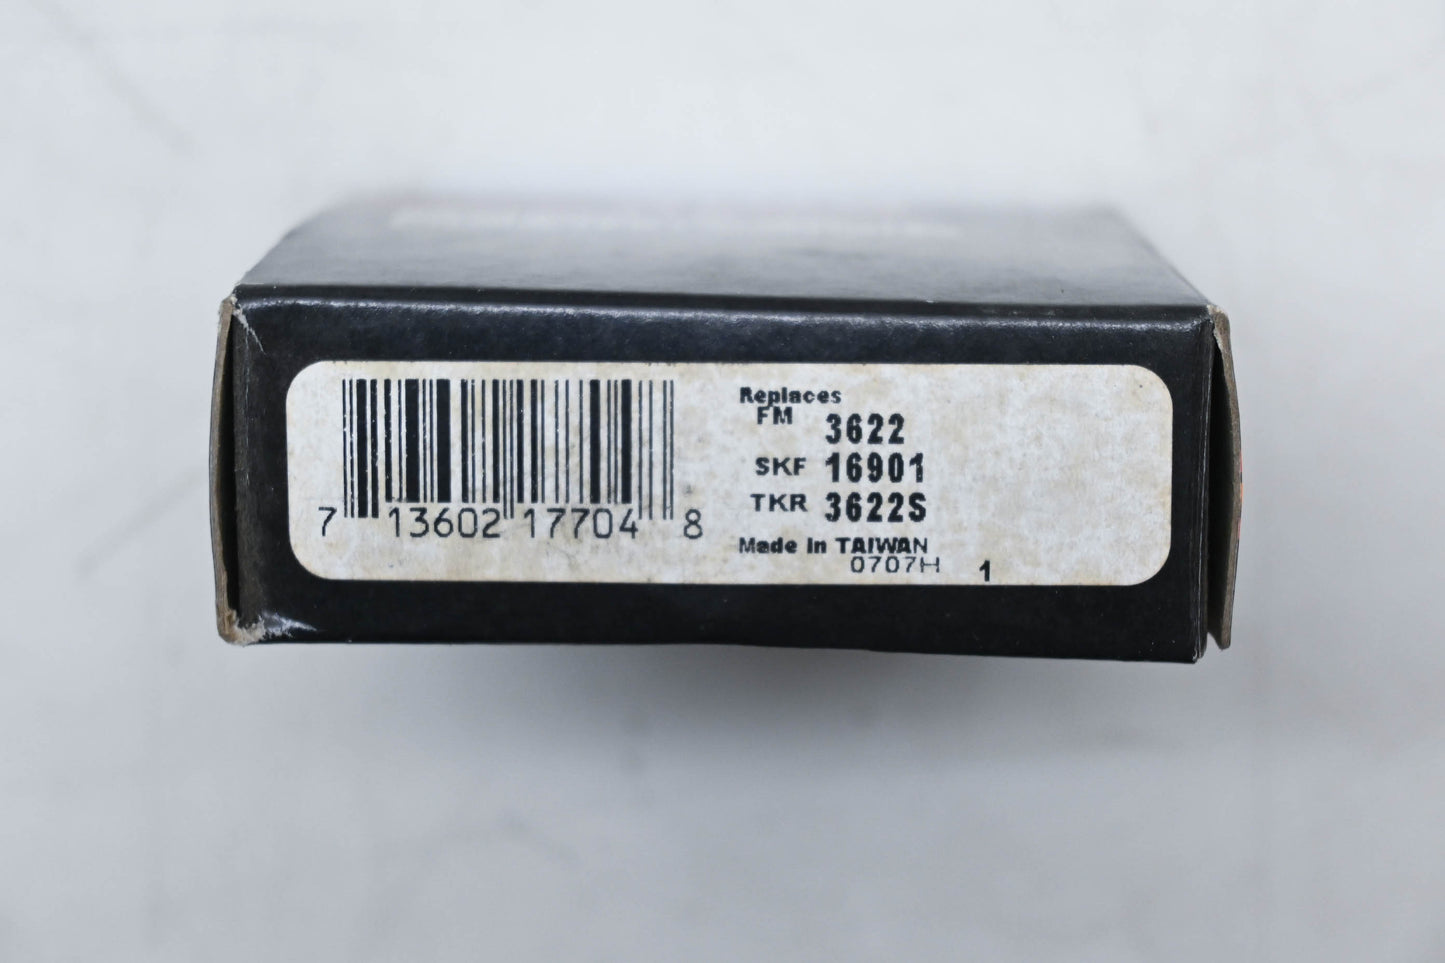 7 13602 17704 8
Replaces
FM 3622
SKF 16901
TKR 3622S
Made in TAIWAN
0707H 1